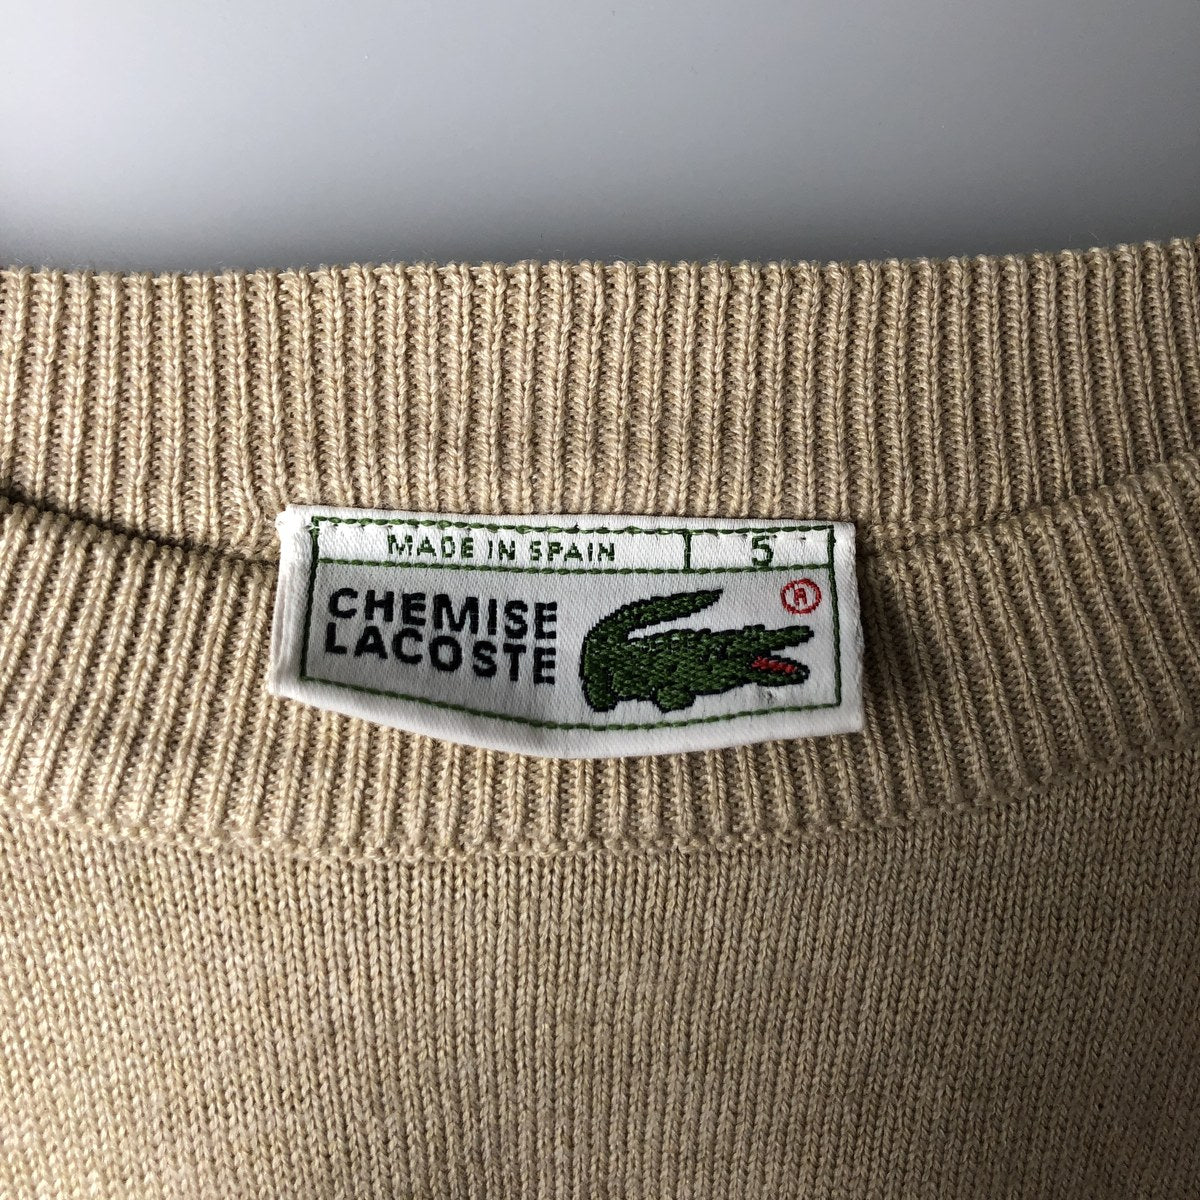 MADE IN SPAIN 5
CHEMISE
LACOSTE
®